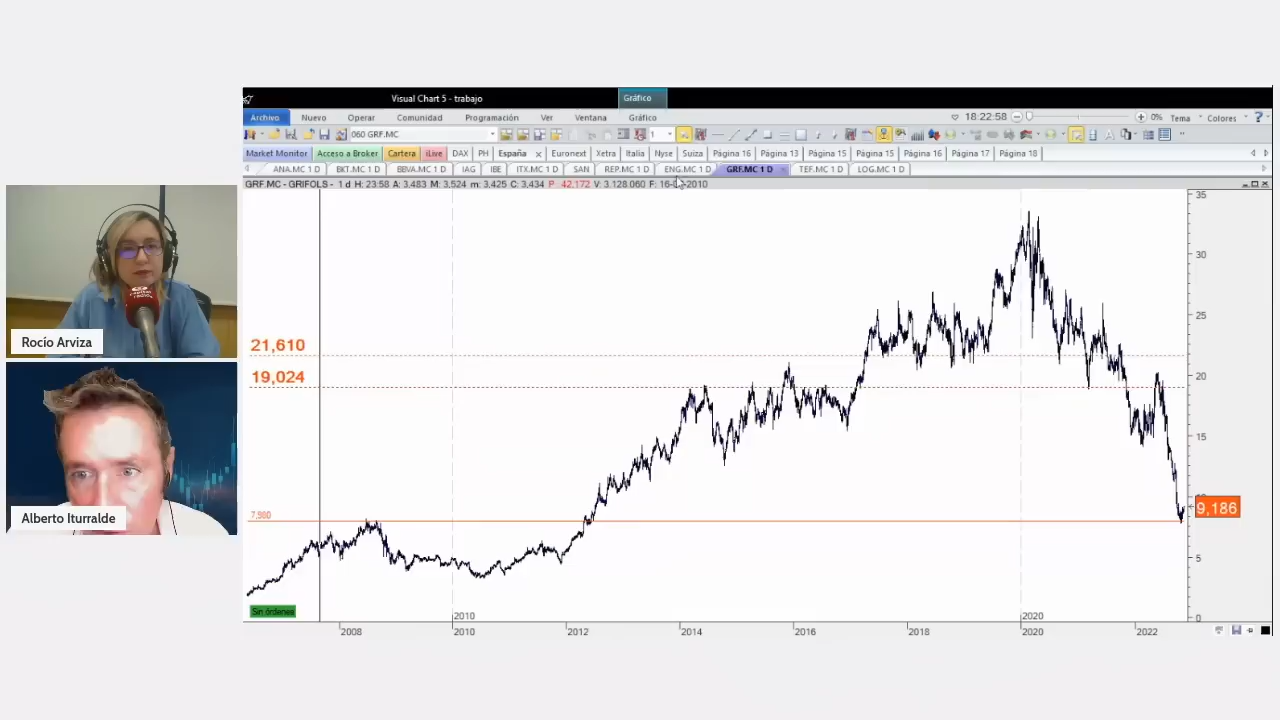 Visual Chart 5 - trabajo
Gráfico
Archivo Nuevo Operar Comunidad Programación Ver Ventana Gráfico
18:22:58 0% Tema Colores
060 GRF.MC 1
Market Monitor Acceso a Broker Cartera iLive DAX PH España x Euronext Xetra Italia Nyse Suiza Página 16 Página 13 Página 15 Página 15 Página 16 Página 17 Página 18
ANA.MC 1 D BKT.MC 1 D BBVA.MC 1 D IAG IBE ITX.MC 1 D SAN REP.MC 1 D ENG.MC 1 D GRF.MC 1 D TEF.MC 1 D LOG.MC 1 D
GRF.MC - GRIFOLS - 1 d H: 23:58 A: 3.483 M: 3.524 m: 3.425 C: 3.434 P 42.172 V: 3.128.060 F:
35
30
25
21,610
20
19,024
15
9,186
7,980
5
0
Sin órdenes
2010 2020
2008 2010 2012 2014 2016 2018 2020 2022
Rocío Arviza
Alberto Iturralde